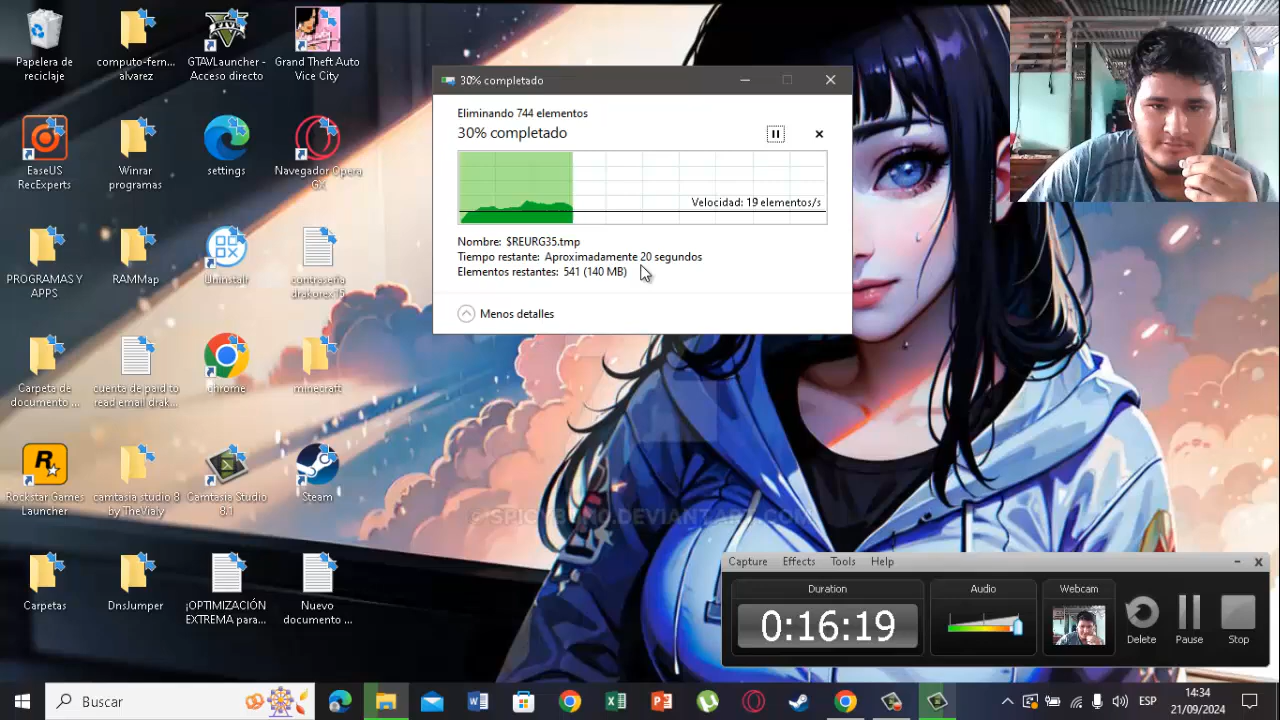 Papelera de
reciclaje
computo-fern...
alvarez
GTAVLauncher -
Acceso directo
Grand Theft Auto
Vice City
EaseUS
RecExperts
Winrar
programas
settings
Navegador Opera
GX
PROGRAMAS Y
APPS
RAMMap
Uninstalr
contraseña
drakorex75
Carpeta de
documento ...
cuenta de paid to
read email drak...
chrome
minecraft
Rockstar Games
Launcher
camtasia studio 8
by TheVialy
Camtasia Studio
8.1
Steam
Carpetas
DnsJumper
¡OPTIMIZACIÓN
EXTREMA para...
Nuevo
documento ...
30% completado
Eliminando 744 elementos
30% completado
Velocidad: 19 elementos/s
Nombre: $REURG35.tmp
Tiempo restante: Aproximadamente 20 segundos
Elementos restantes: 541 (140 MB)
Menos detalles
Capture Effects Tools Help
Duration
0:16:19
Audio
Webcam
Delete
Pause
Stop
Buscar
ESP
14:34
21/09/2024